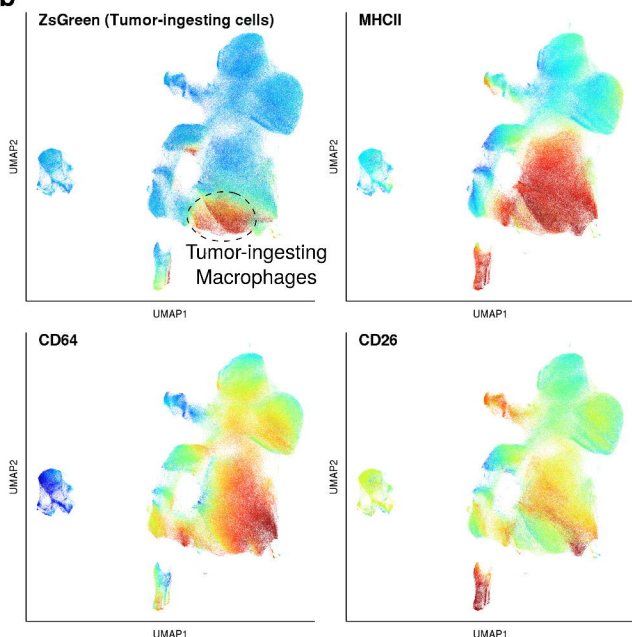 b
ZsGreen (Tumor-ingesting cells)
MHCII
UMAP2
UMAP2
Tumor-ingesting
Macrophages
UMAP1
UMAP1
CD64
CD26
UMAP2
UMAP2
UMAP1
UMAP1